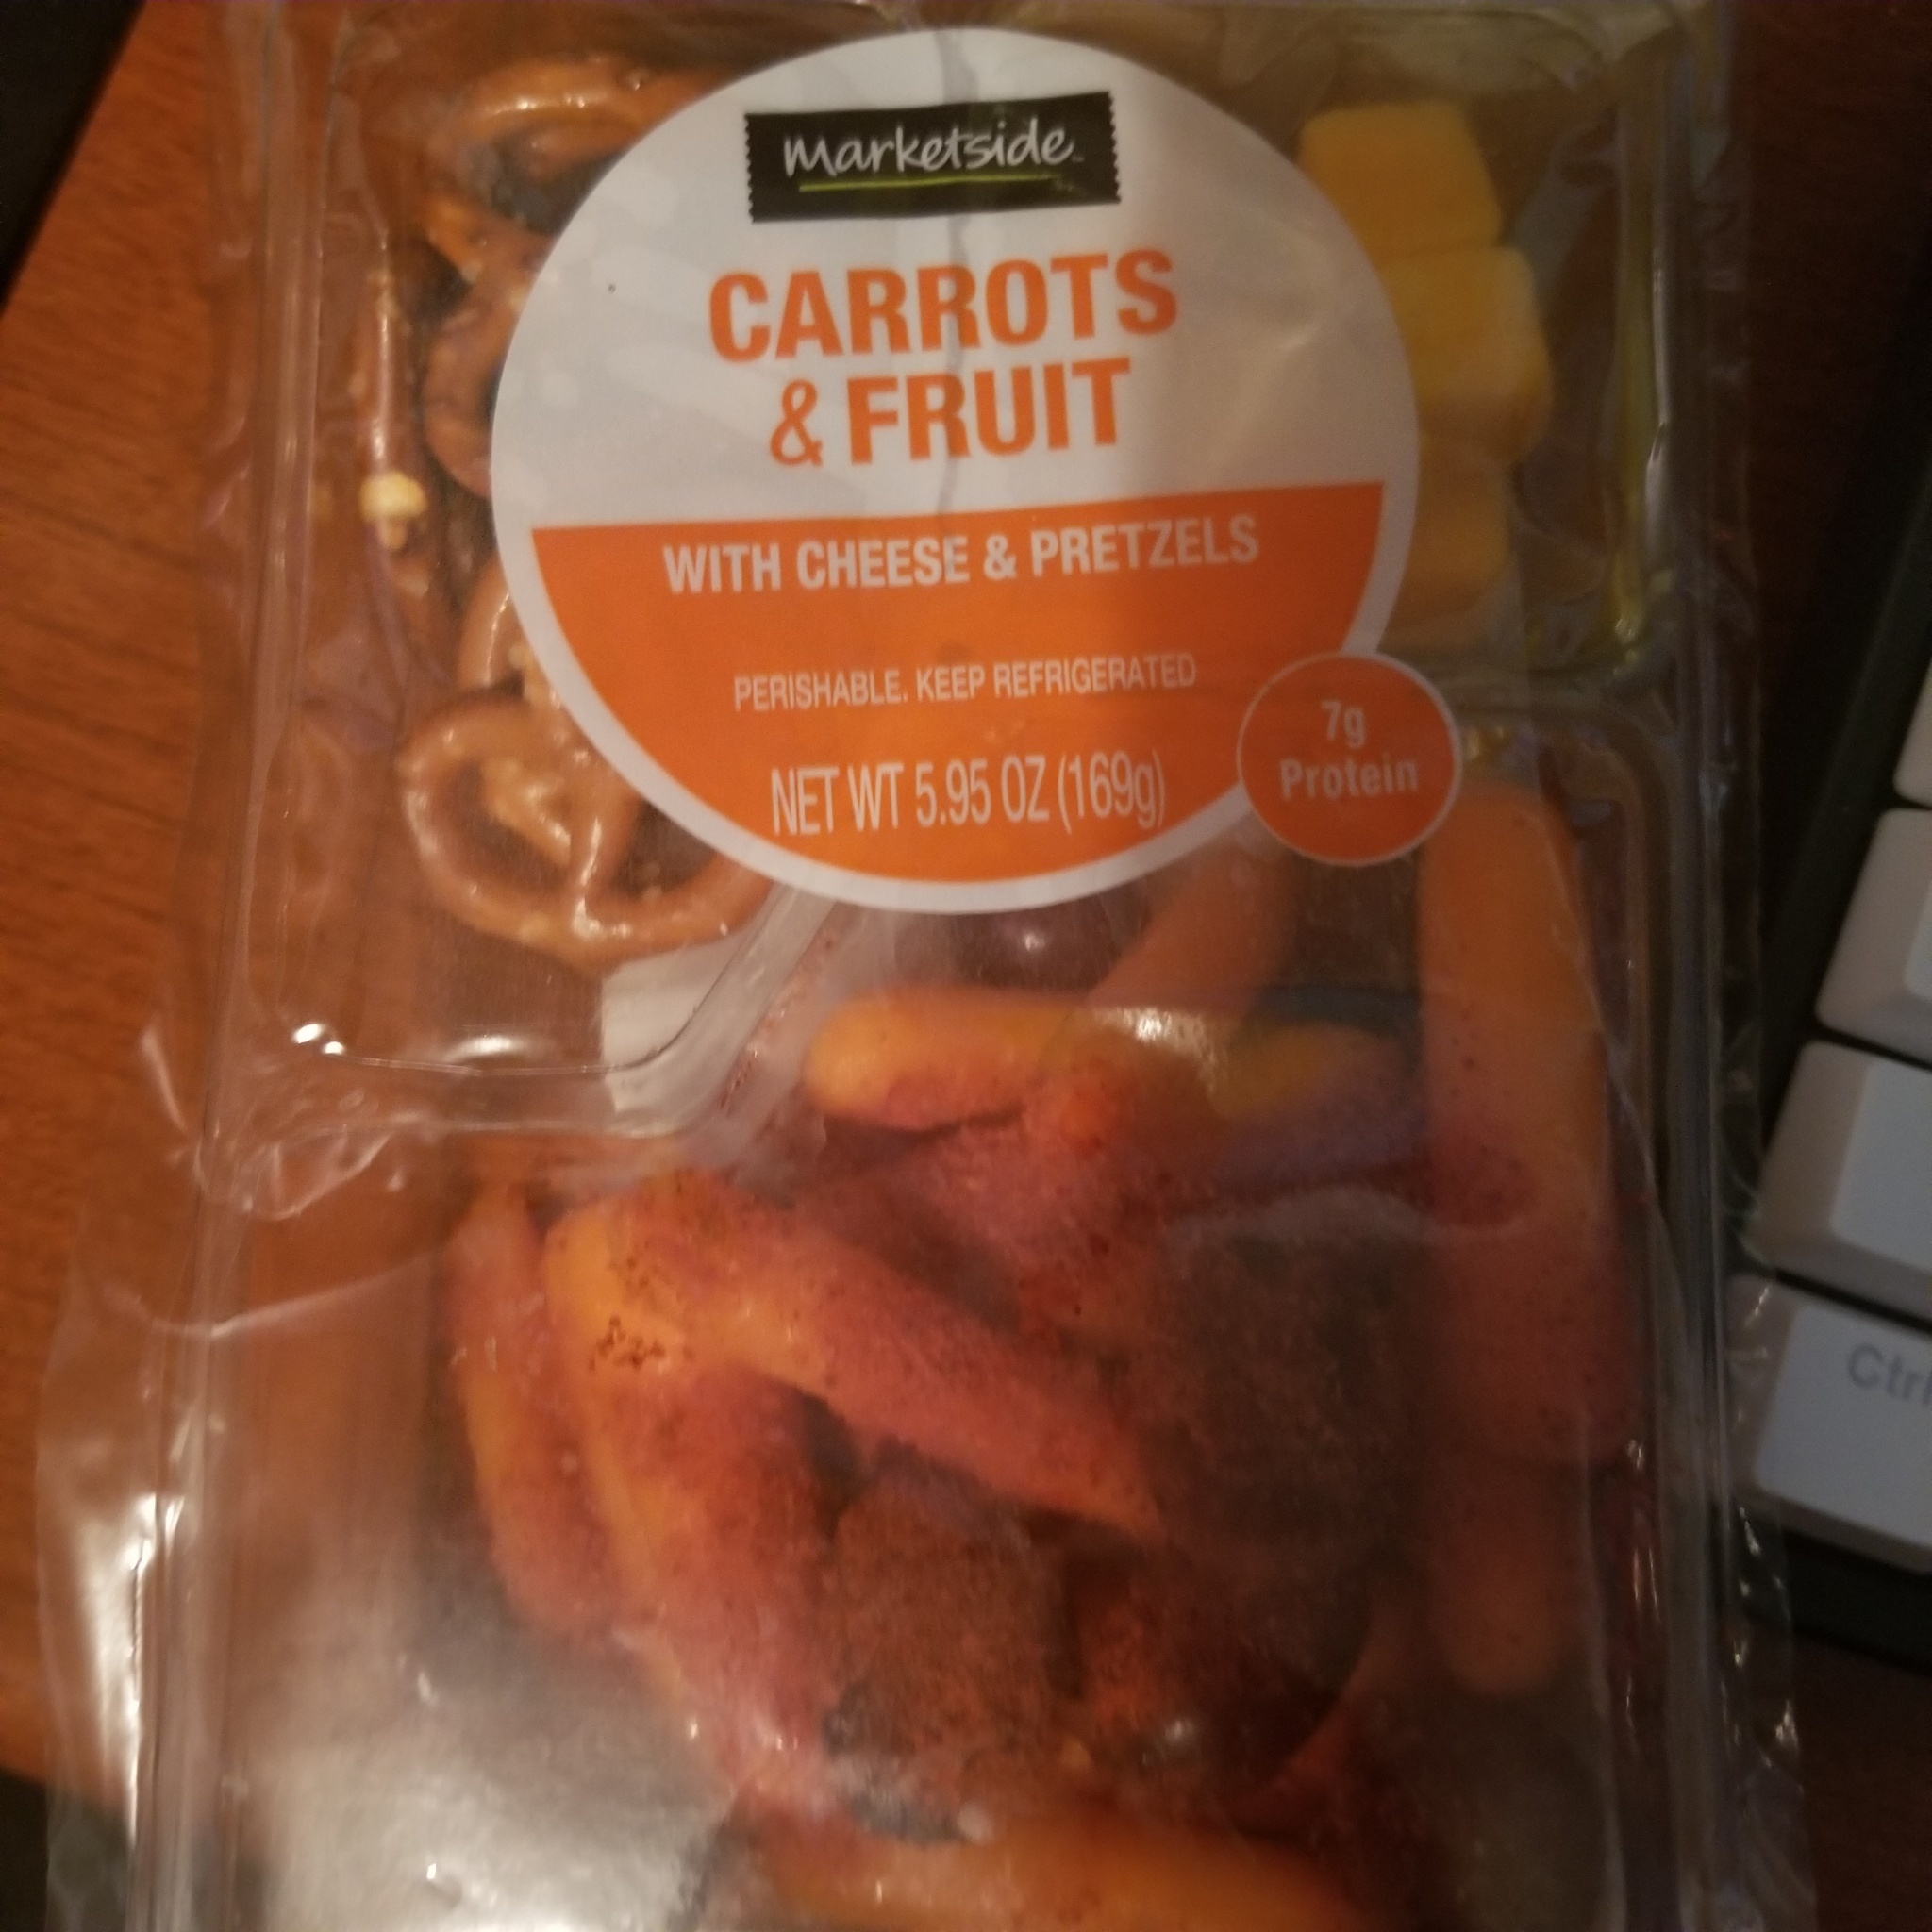 marketside
CARROTS
& FRUIT
WITH CHEESE & PRETZELS
PERISHABLE. KEEP REFRIGERATED
NET WT 5.95 OZ (169g)
7g
Protein
Ctrl